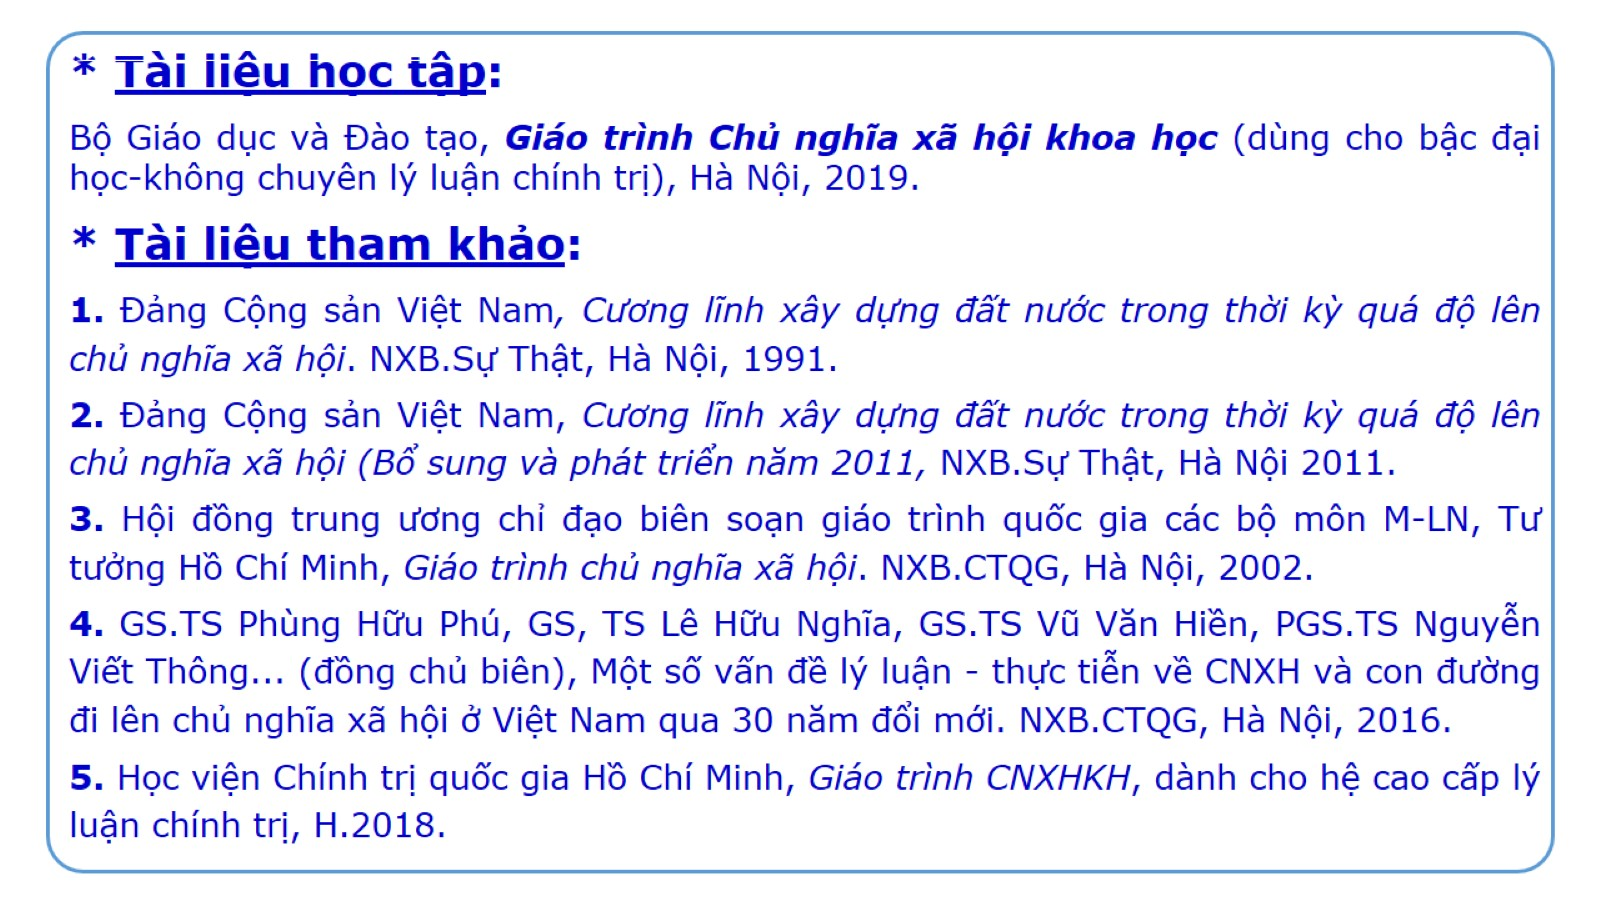 * Tài liệu học tập:
Bộ Giáo dục và Đào tạo, Giáo trình Chủ nghĩa xã hội khoa học (dùng cho bậc đại
học-không chuyên lý luận chính trị), Hà Nội, 2019.
* Tài liệu tham khảo:
1. Đảng Cộng sản Việt Nam, Cương lĩnh xây dựng đất nước trong thời kỳ quá độ lên
chủ nghĩa xã hội. NXB.Sự Thật, Hà Nội, 1991.
2. Đảng Cộng sản Việt Nam, Cương lĩnh xây dựng đất nước trong thời kỳ quá độ lên
chủ nghĩa xã hội (Bổ sung và phát triển năm 2011, NXB.Sự Thật, Hà Nội 2011.
3. Hội đồng trung ương chỉ đạo biên soạn giáo trình quốc gia các bộ môn M-LN, Tư
tưởng Hồ Chí Minh, Giáo trình chủ nghĩa xã hội. NXB.CTQG, Hà Nội, 2002.
4. GS.TS Phùng Hữu Phú, GS, TS Lê Hữu Nghĩa, GS.TS Vũ Văn Hiền, PGS.TS Nguyễn
Viết Thông... (đồng chủ biên), Một số vấn đề lý luận - thực tiễn về CNXH và con đường
đi lên chủ nghĩa xã hội ở Việt Nam qua 30 năm đổi mới. NXB.CTQG, Hà Nội, 2016.
5. Học viện Chính trị quốc gia Hồ Chí Minh, Giáo trình CNXHKH, dành cho hệ cao cấp lý
luận chính trị, H.2018.